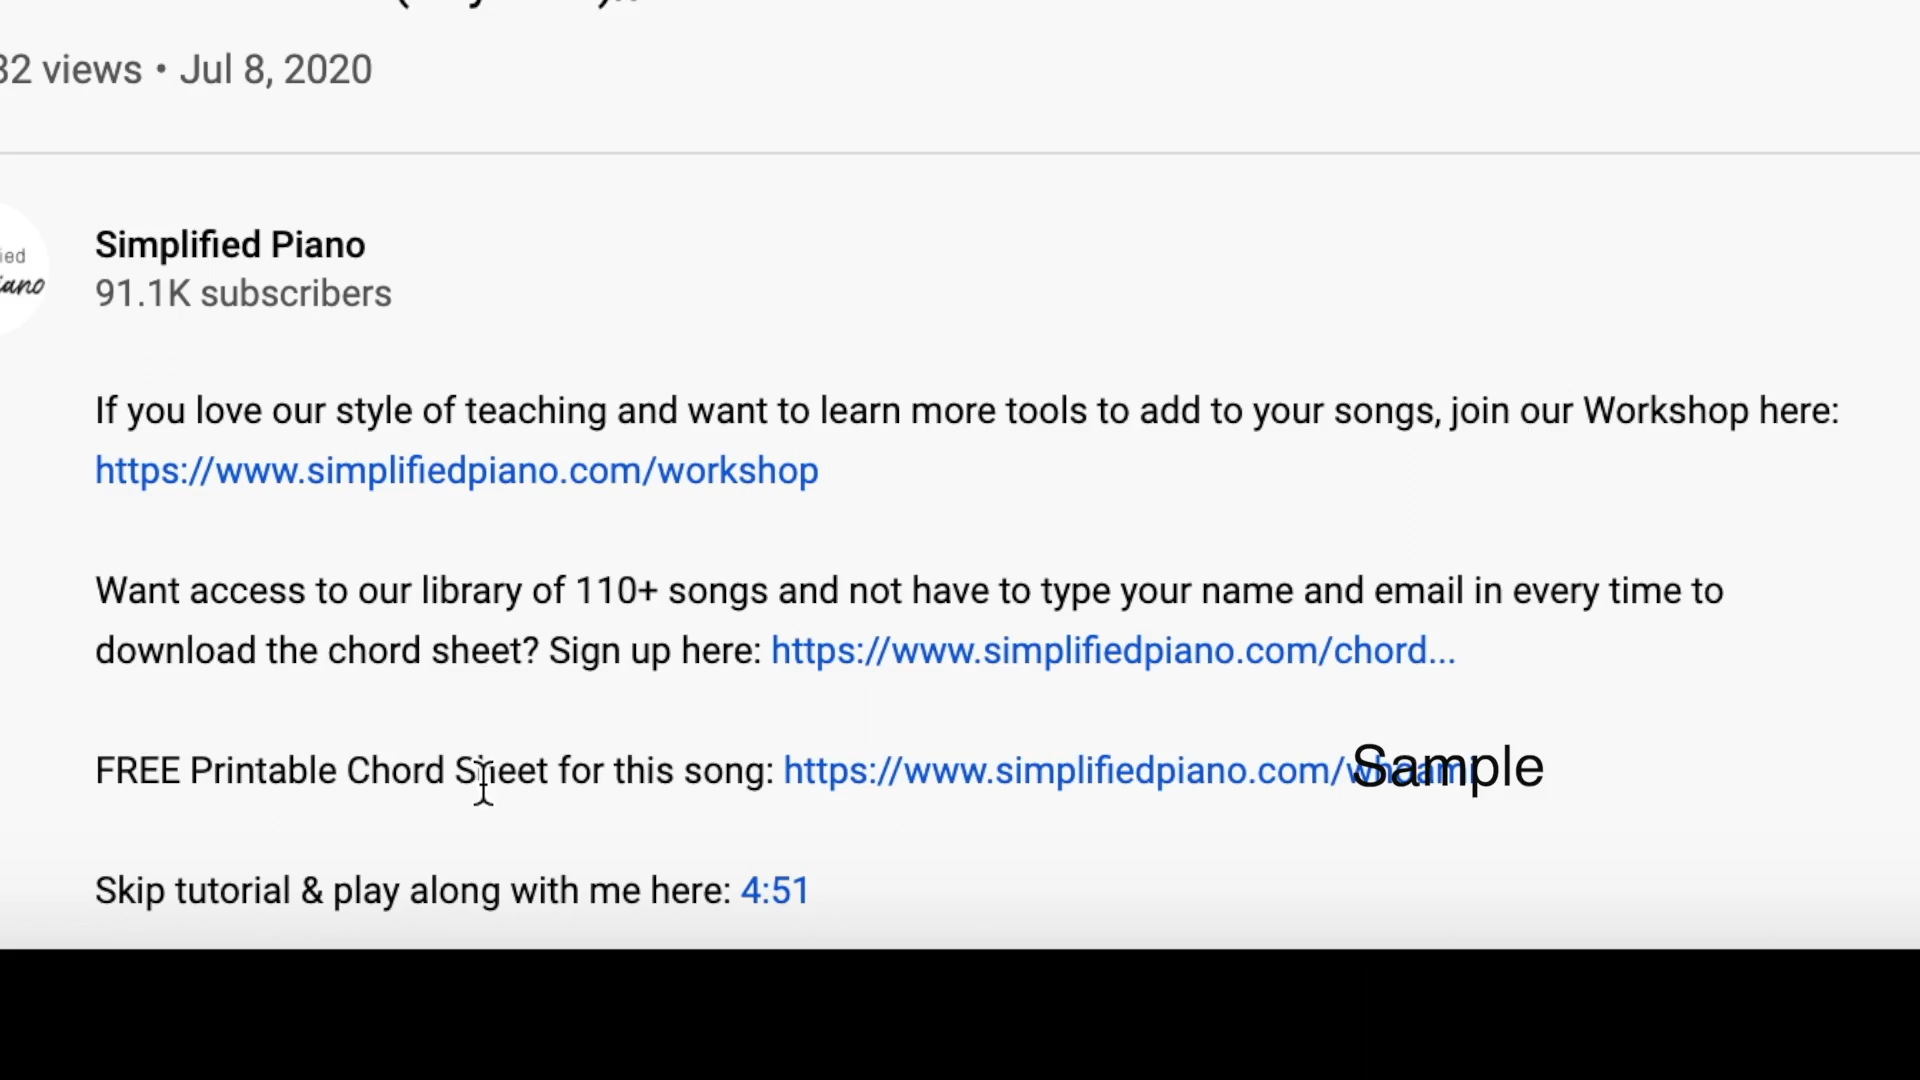 32 views • Jul 8, 2020
Simplified Piano
91.1K subscribers
If you love our style of teaching and want to learn more tools to add to your songs, join our Workshop here:
https://www.simplifiedpiano.com/workshop
Want access to our library of 110+ songs and not have to type your name and email in every time to
download the chord sheet? Sign up here: https://www.simplifiedpiano.com/chord...
FREE Printable Chord Sheet for this song: https://www.simplifiedpiano.com/whoami
Sample
Skip tutorial & play along with me here: 4:51